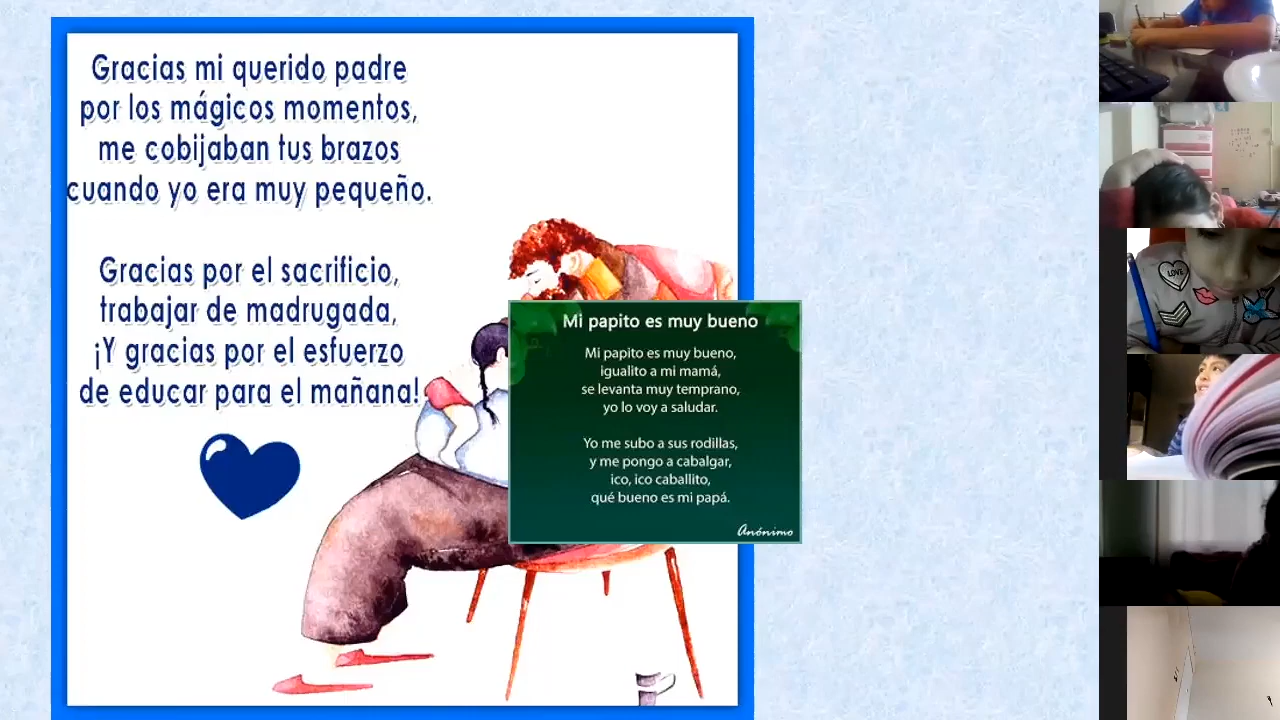 Gracias mi querido padre
por los mágicos momentos,
me cobijaban tus brazos
cuando yo era muy pequeño.
Gracias por el sacrificio,
trabajar de madrugada,
¡Y gracias por el esfuerzo
de educar para el mañana!
Mi papito es muy bueno
Mi papito es muy bueno,
igualito a mi mamá,
se levanta muy temprano,
yo lo voy a saludar.
Yo me subo a sus rodillas,
y me pongo a cabalgar,
ico, ico caballito,
qué bueno es mi papá.
Anónimo
LOVE